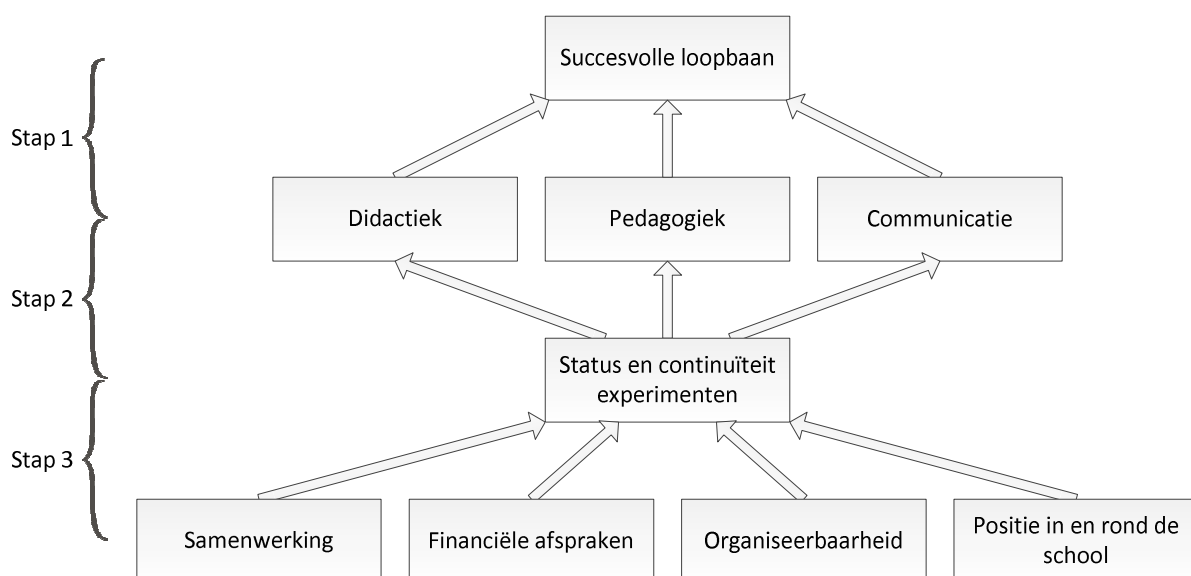 Succesvolle loopbaan
Stap 1
Didactiek
Pedagogiek
Communicatie
Stap 2
Status en continuïteit
experimenten
Stap 3
Samenwerking
Financiële afspraken
Organiseerbaarheid
Positie in en rond de
school